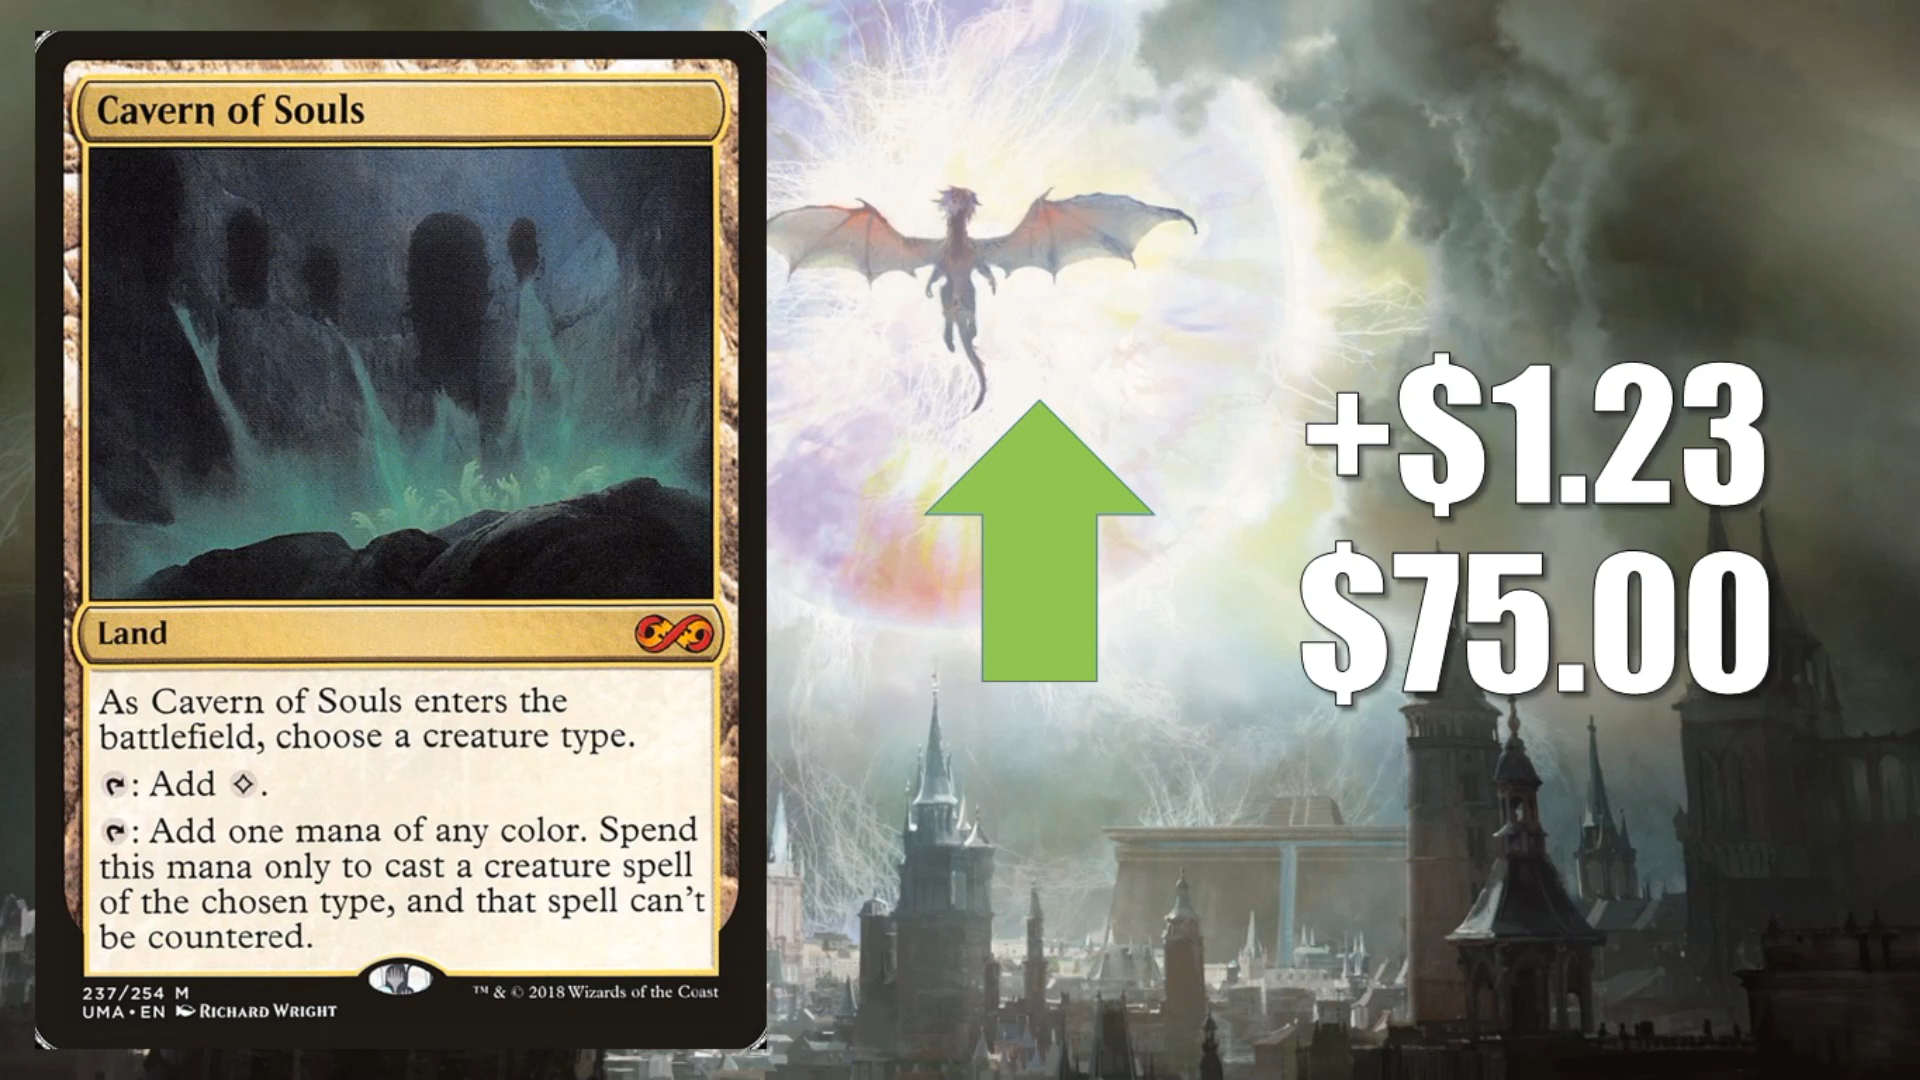 Cavern of Souls
Land
As Cavern of Souls enters the
battlefield, choose a creature type.
: Add .
: Add one mana of any color. Spend
this mana only to cast a creature spell
of the chosen type, and that spell can't
be countered.
237/254 M
UMA • EN RICHARD WRIGHT
™ & © 2018 Wizards of the Coast
+$1.23
$75.00